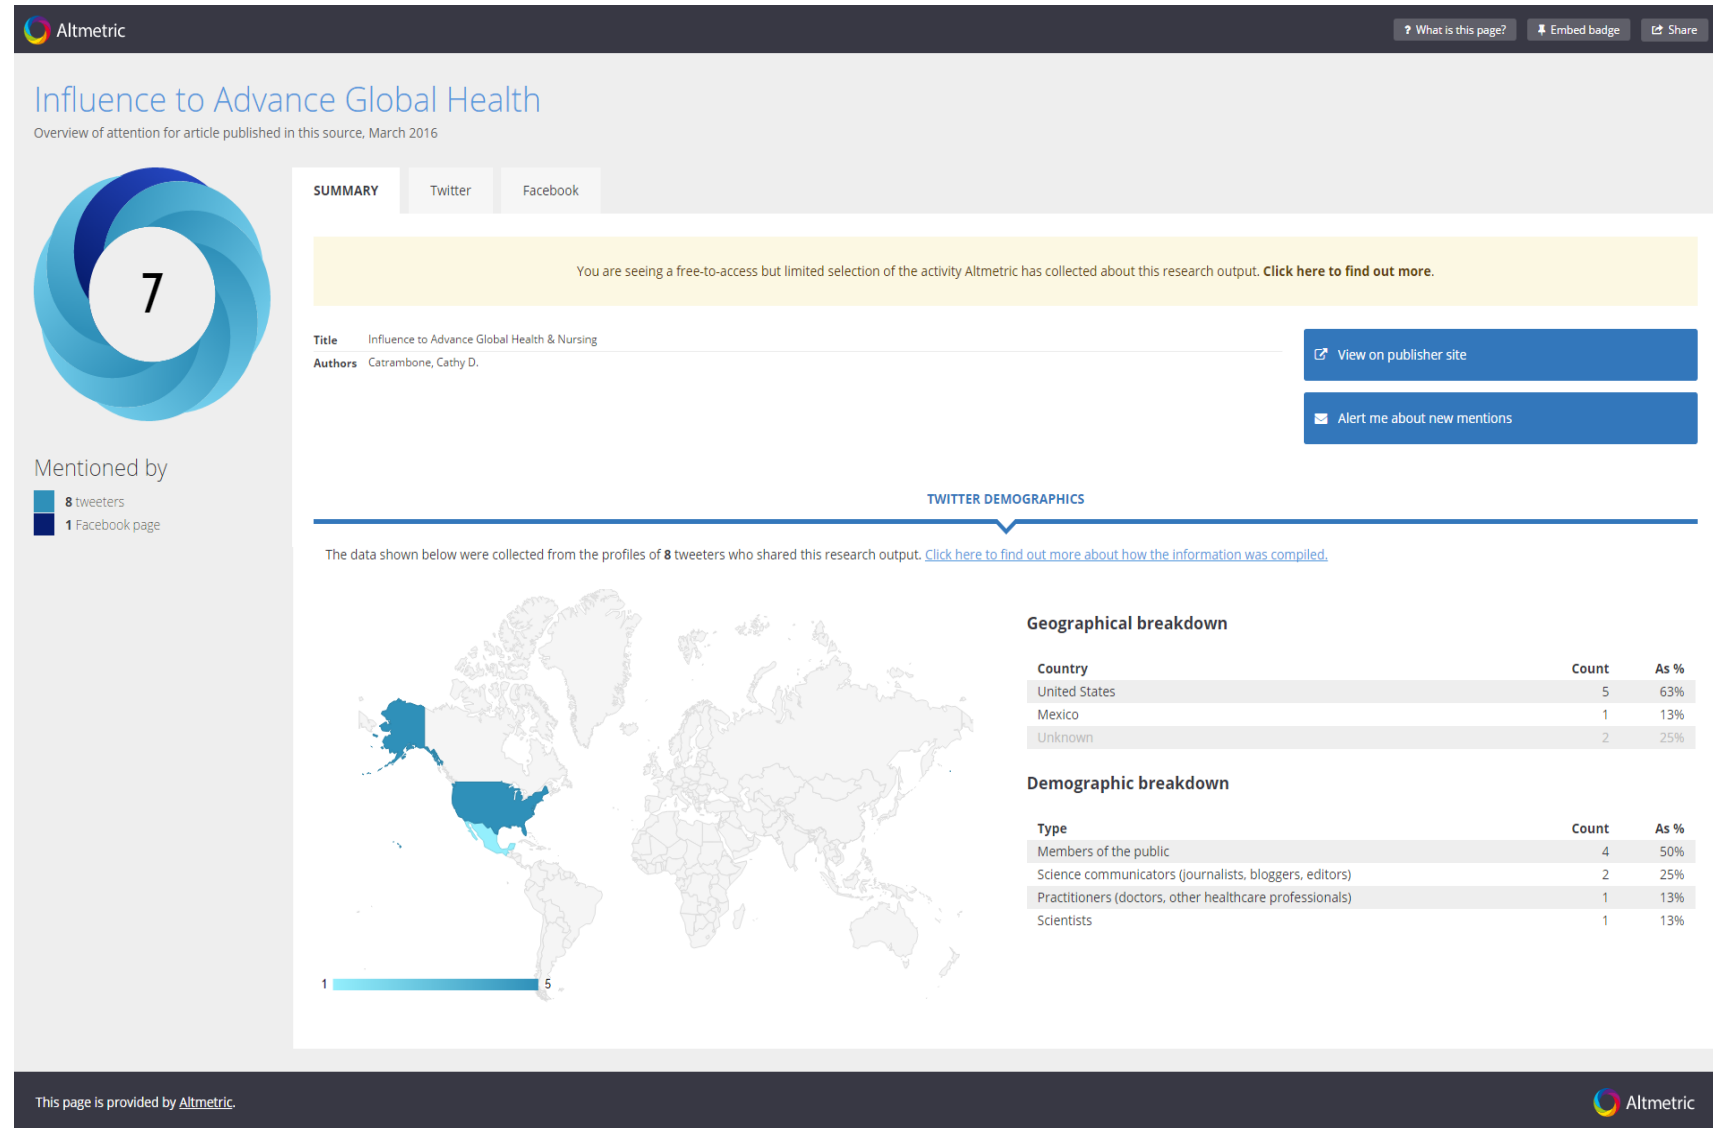 Altmetric
? What is this page?
Embed badge
Share
Influence to Advance Global Health
Overview of attention for article published in this source, March 2016
7
Mentioned by
8 tweeters
1 Facebook page
SUMMARY
Twitter
Facebook
You are seeing a free-to-access but limited selection of the activity Altmetric has collected about this research output. Click here to find out more.
Title Influence to Advance Global Health & Nursing
Authors Catrambone, Cathy D.
View on publisher site
Alert me about new mentions
TWITTER DEMOGRAPHICS
The data shown below were collected from the profiles of 8 tweeters who shared this research output. Click here to find out more about how the information was compiled.
1 5
Geographical breakdown
Country Count As %
United States 5 63%
Mexico 1 13%
Unknown 2 25%
Demographic breakdown
Type Count As %
Members of the public 4 50%
Science communicators (journalists, bloggers, editors) 2 25%
Practitioners (doctors, other healthcare professionals) 1 13%
Scientists 1 13%
This page is provided by Altmetric.
Altmetric